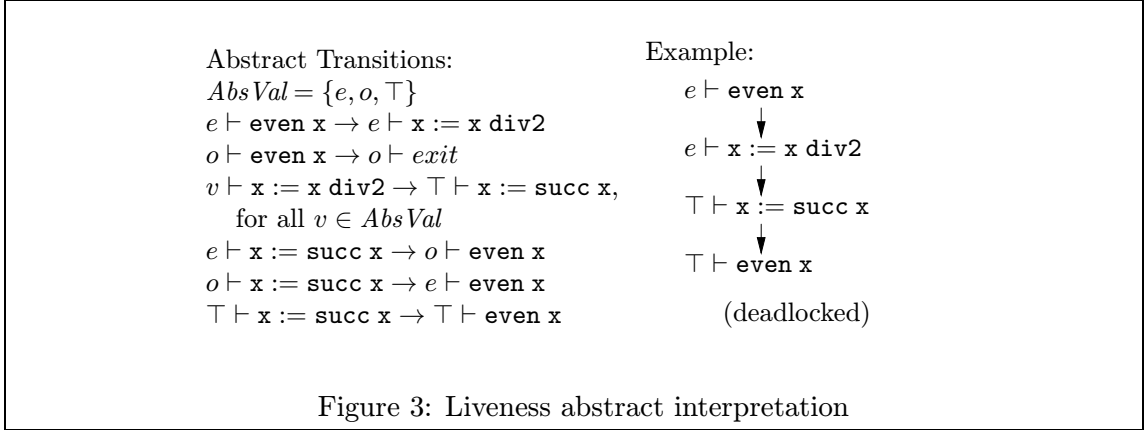 Abstract Transitions:
AbsVal = {e, o, ⊤}
e ⊢ even x → e ⊢ x := x div2
o ⊢ even x → o ⊢ exit
v ⊢ x := x div2 → ⊤ ⊢ x := succ x,
for all v ∈ AbsVal
e ⊢ x := succ x → o ⊢ even x
o ⊢ x := succ x → e ⊢ even x
⊤ ⊢ x := succ x → ⊤ ⊢ even x
Example:
e ⊢ even x
e ⊢ x := x div2
⊤ ⊢ x := succ x
⊤ ⊢ even x
(deadlocked)
Figure 3: Liveness abstract interpretation